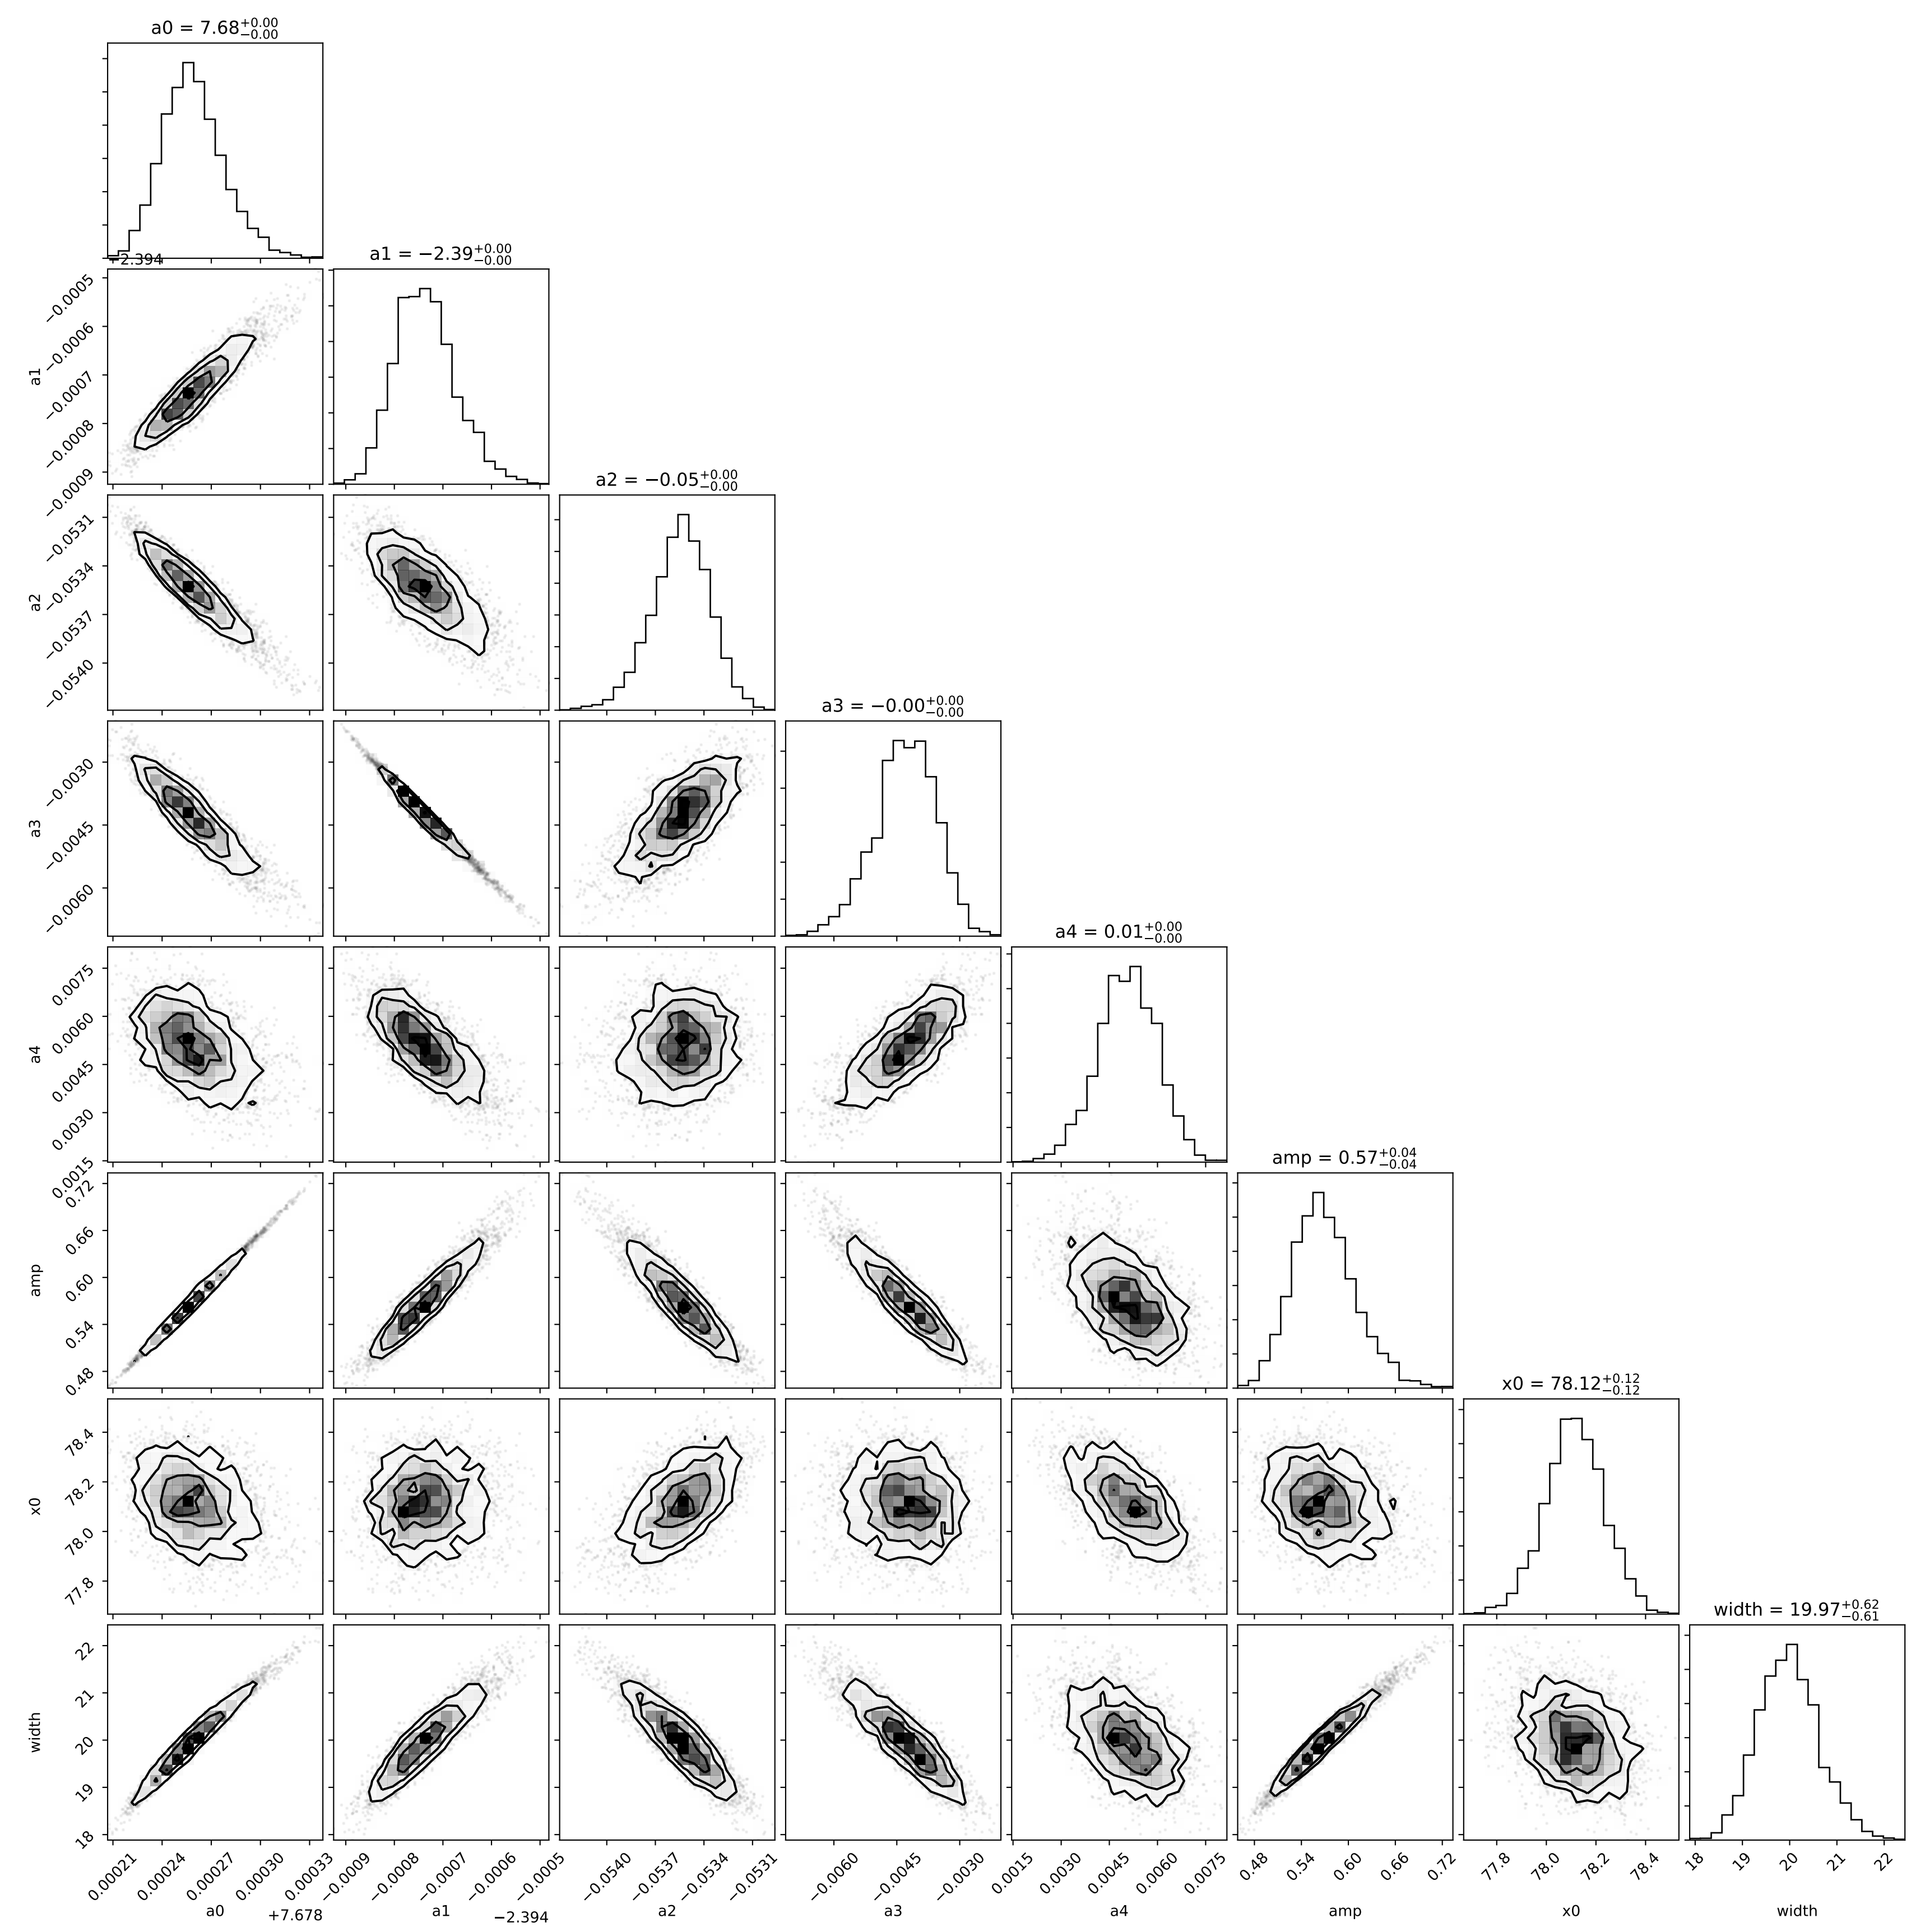 a0 = 7.68+0.00 −0.00
−2.394
a1 = −2.39+0.00 −0.00
−0.0005
−0.0006
−0.0007
−0.0008
−0.0009
a1
a2 = −0.05+0.00 −0.00
−0.0531
−0.0534
−0.0537
−0.0540
a2
a3 = −0.00+0.00 −0.00
−0.0030
−0.0045
−0.0060
a3
a4 = 0.01+0.00 −0.00
0.0075
0.0060
0.0045
0.0030
0.0015
a4
amp = 0.57+0.04 −0.04
0.72
0.66
0.60
0.54
0.48
amp
x0 = 78.12+0.12 −0.12
78.4
78.2
78.0
77.8
x0
width = 19.97+0.62 −0.61
22
21
20
19
18
width
0.00021 0.00024 0.00027 0.00030 0.00033 −0.0009 −0.0008 −0.0007 −0.0006 −0.0005 −0.0540 −0.0537 −0.0534 −0.0531 −0.0060 −0.0045 −0.0030 0.0015 0.0030 0.0045 0.0060 0.0075 0.48 0.54 0.60 0.66 0.72 77.8 78.0 78.2 78.4 18 19 20 21 22
a0 +7.678 a1 −2.394 a2 a3 a4 amp x0 width